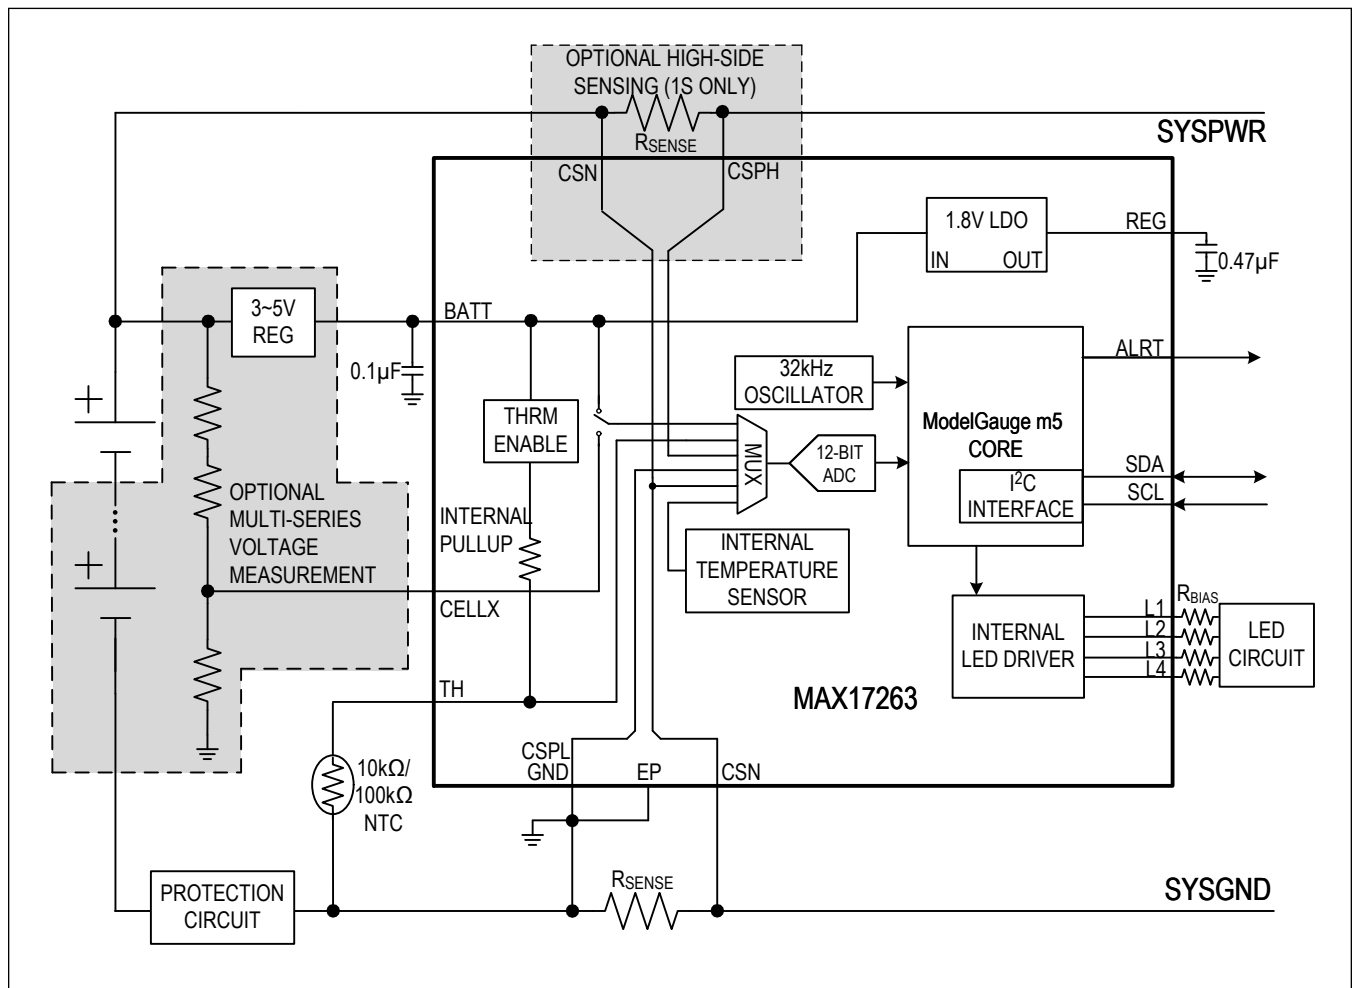 OPTIONAL HIGH-SIDE
SENSING (1S ONLY)
RSENSE
SYSPWR
CSN
CSPH
1.8V LDO
IN
OUT
REG
0.47µF
3~5V
REG
BATT
0.1µF
THRM
ENABLE
32kHz
OSCILLATOR
ModelGauge m5
CORE
ALRT
MUX
12-BIT
ADC
I2C
INTERFACE
SDA
SCL
+
OPTIONAL
MULTI-SERIES
VOLTAGE
MEASUREMENT
INTERNAL
PULLUP
+
CELLX
INTERNAL
TEMPERATURE
SENSOR
INTERNAL
LED DRIVER
L1
L2
L3
L4
RBIAS
LED
CIRCUIT
TH
MAX17263
CSPL
GND
EP
CSN
10kΩ/
100kΩ
NTC
PROTECTION
CIRCUIT
RSENSE
SYSGND